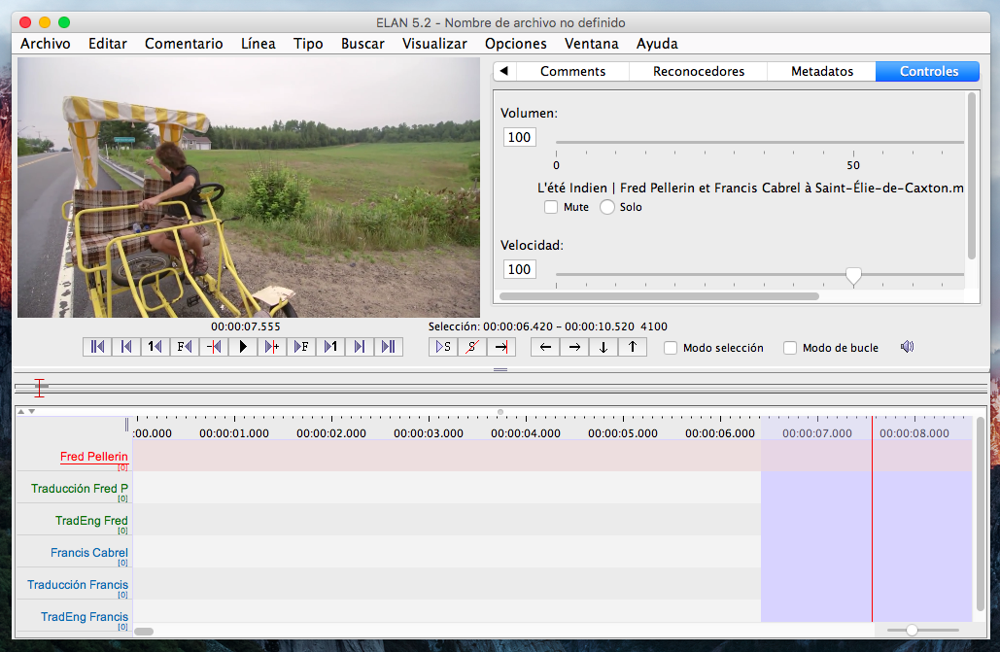 ELAN 5.2 - Nombre de archivo no definido
Archivo Editar Comentario Línea Tipo Buscar Visualizar Opciones Ventana Ayuda
Comments Reconocedores Metadatos Controles
Volumen:
100
0 50
L'été Indien | Fred Pellerin et Francis Cabrel à Saint-Élie-de-Caxton.m
Mute Solo
Velocidad:
100
00:00:07.555 Selección: 00:00:06.420 - 00:00:10.520 4100
1 F F 1 S S Modo selección Modo de bucle
:00.000 00:00:01.000 00:00:02.000 00:00:03.000 00:00:04.000 00:00:05.000 00:00:06.000 00:00:07.000 00:00:08.000
Fred Pellerin
[0]
Traducción Fred P
[0]
TradEng Fred
[0]
Francis Cabrel
[0]
Traducción Francis
[0]
TradEng Francis
[0]